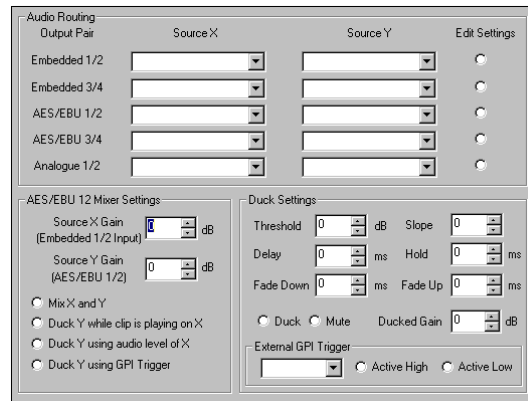 Audio Routing
Output Pair Source X Source Y Edit Settings
Embedded 1/2
Embedded 3/4
AES/EBU 1/2
AES/EBU 3/4
Analogue 1/2
AES/EBU 12 Mixer Settings
Source X Gain
(Embedded 1/2 Input)
0 dB
Source Y Gain
(AES/EBU 1/2)
0 dB
Mix X and Y
Duck Y while clip is playing on X
Duck Y using audio level of X
Duck Y using GPI Trigger
Duck Settings
Threshold 0 dB Slope 0
Delay 0 ms Hold 0 ms
Fade Down 0 ms Fade Up 0 ms
Duck Mute Ducked Gain 0 dB
External GPI Trigger
Active High Active Low